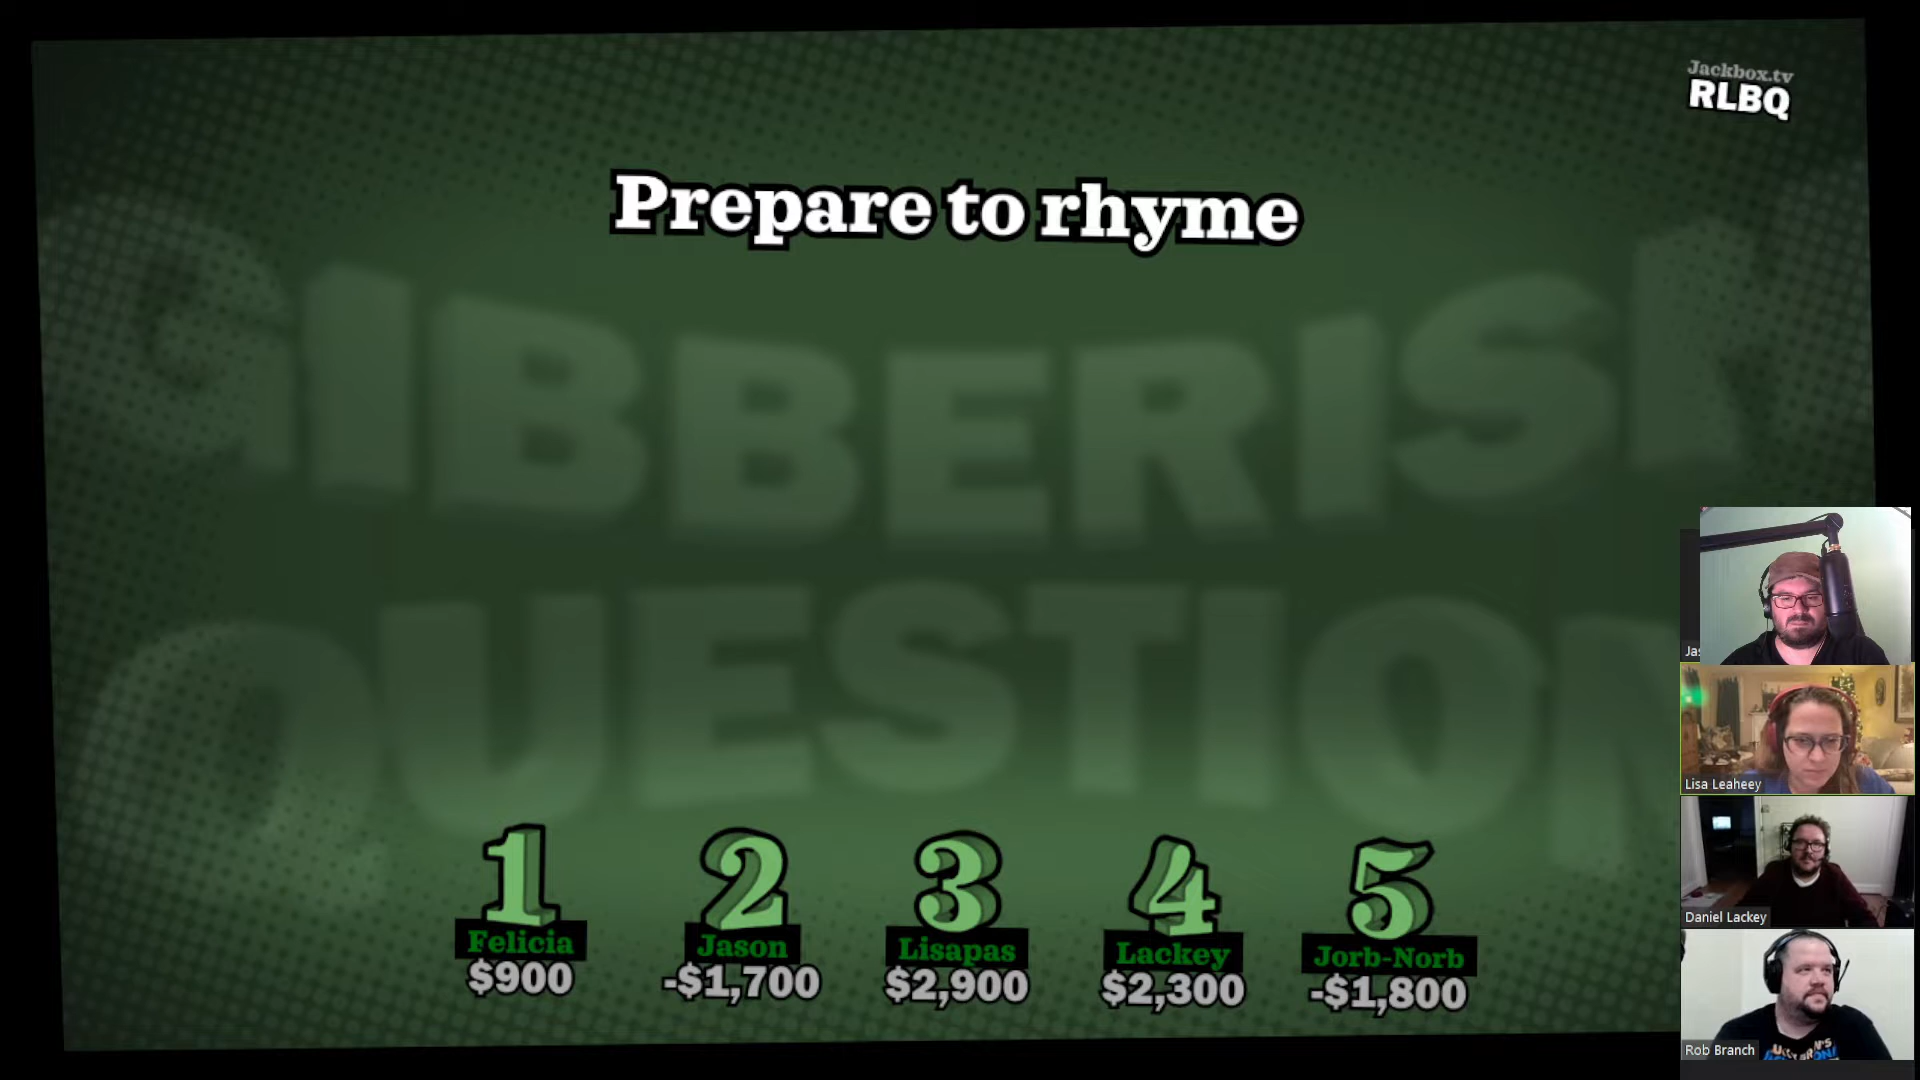 Jackbox.tv
RLBQ
Prepare to rhyme
GIBBERISH
QUESTION
1 2 3 4 5
Felicia Jason Lisapas Lackey Jorb-Norb
$900 -$1,700 $2,900 $2,300 -$1,800
Jas
Lisa Leaheey
Daniel Lackey
Rob Branch